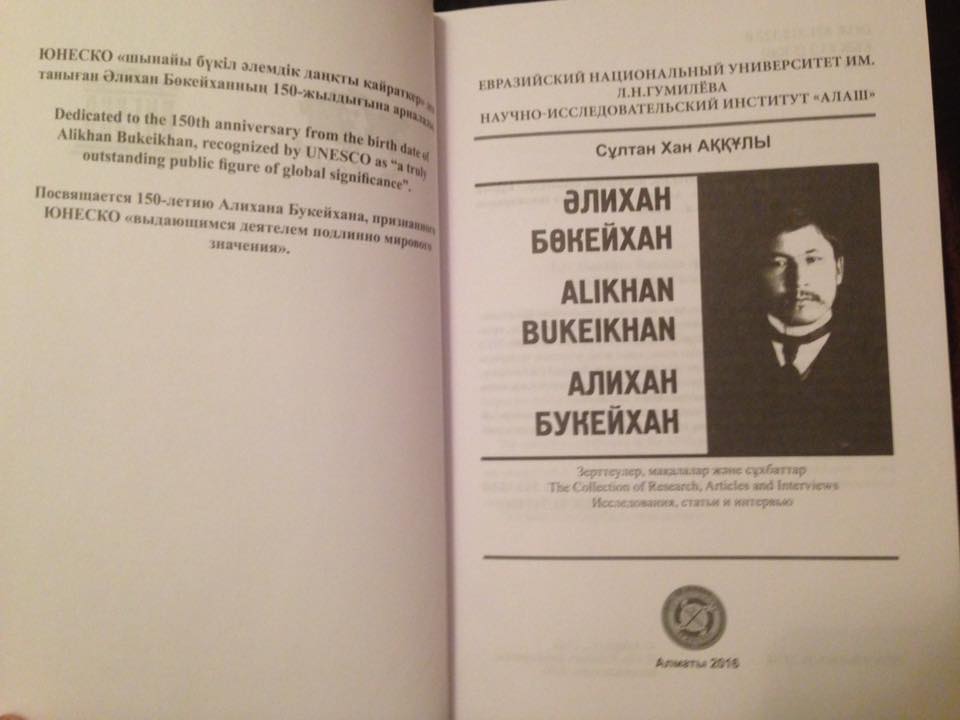 ЮНЕСКО «шынайы бүкіл әлемдік даңқты қайраткер» деп
таныған Әлихан Бөкейханның 150-жылдығына арналады
Dedicated to the 150th anniversary from the birth date of
Alikhan Bukeikhan, recognized by UNESCO as “a truly
outstanding public figure of global significance”.
Посвящается 150-летию Алихана Букейхана, признанного
ЮНЕСКО «выдающимся деятелем подлинно мирового
значения».
ЕВРАЗИЙСКИЙ НАЦИОНАЛЬНЫЙ УНИВЕРСИТЕТ ИМ.
Л.Н.ГУМИЛЁВА
НАУЧНО-ИССЛЕДОВАТЕЛЬСКИЙ ИНСТИТУТ «АЛАШ»
Сұлтан Хан АҚҚҰЛЫ
ӘЛИХАН
БӨКЕЙХАН
ALIKHAN
BUKEIKHAN
АЛИХАН
БУКЕЙХАН
Зерттеулер, мақалалар және сұхбаттар
The Collection of Research, Articles and Interviews
Исследования, статьи и интервью
Алматы 2016